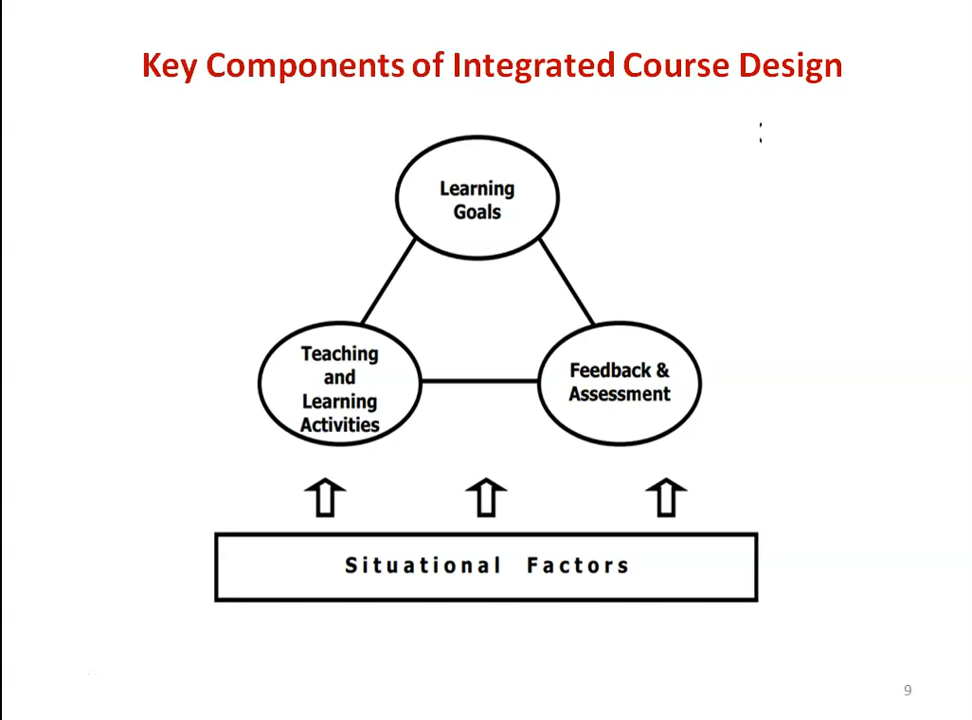 Key Components of Integrated Course Design
Learning
Goals
Teaching
and
Learning
Activities
Feedback &
Assessment
Situational Factors
9